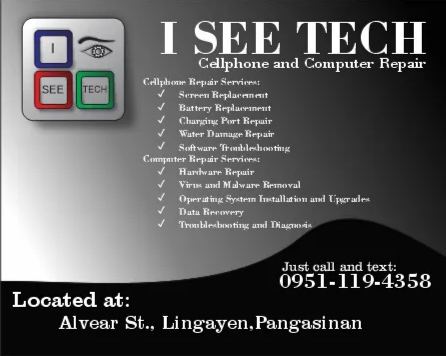 I
SEE TECH
I SEE TECH
Cellphone and Computer Repair
Cellphone Repair Services:
✓ Screen Replacement
✓ Battery Replacement
✓ Charging Port Repair
✓ Water Damage Repair
✓ Software Troubleshooting
Computer Repair Services:
✓ Hardware Repair
✓ Virus and Malware Removal
✓ Operating System Installation and Upgrades
✓ Data Recovery
✓ Troubleshooting and Diagnosis
Just call and text:
0951-119-4358
Located at:
Alvear St., Lingayen,Pangasinan